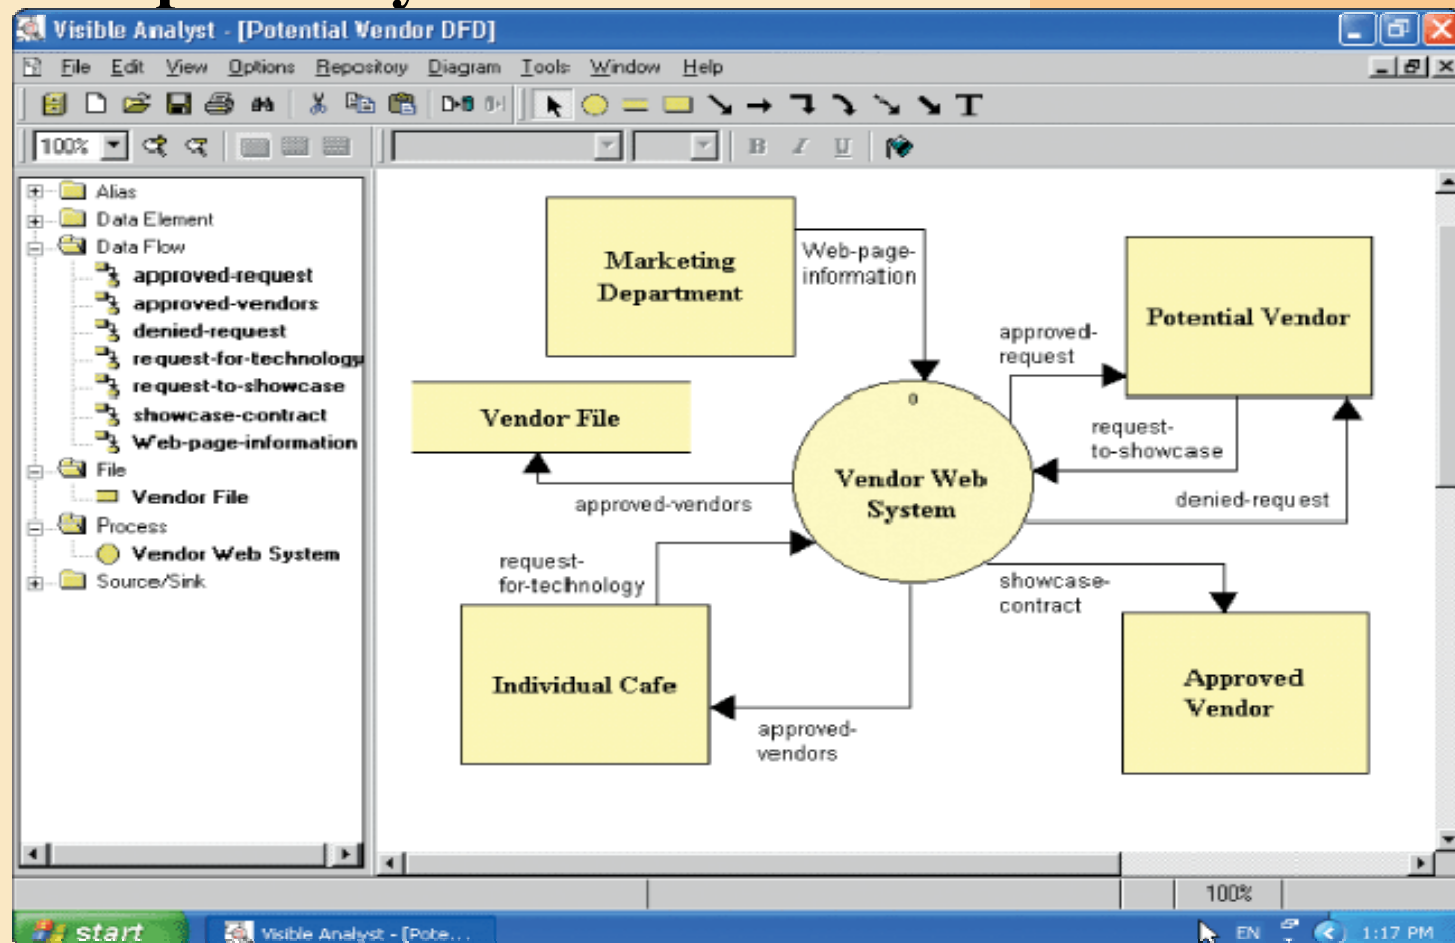 Visible Analyst - [Potential Vendor DFD]
File Edit View Options Repository Diagram Tools Window Help
T
100% B I U
Alias
Data Element
Data Flow
approved-request
approved-vendors
denied-request
request-for-technology
request-to-showcase
showcase-contract
Web-page-information
File
Vendor File
Process
Vendor Web System
Source/Sink
Marketing
Department
Web-page-
information
Potential Vendor
approved-
request
Vendor File
0
Vendor Web
System
request-
to-showcase
denied-request
approved-vendors
request-
for-technology
showcase-
contract
Individual Cafe
Approved
Vendor
approved-
vendors
100%
start Visible Analyst - [Pote... EN 1:17 PM